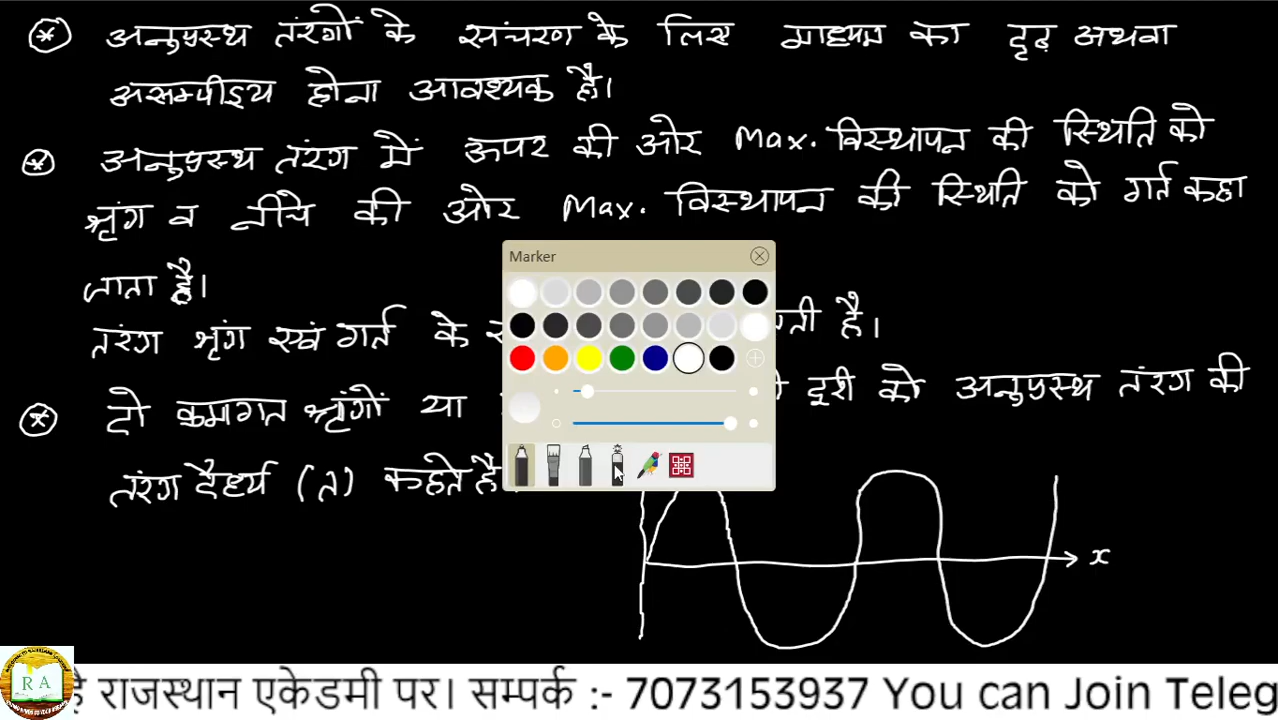 * अनुप्रस्थ तरंगों के संचरण के लिए माध्यम का दृढ़ अथवा
असम्पीड्य होना आवश्यक है।
* अनुप्रस्थ तरंग में ऊपर की ओर Max. विस्थापन की स्थिति को
श्रृंग व नीचे की ओर Max. विस्थापन की स्थिति को गर्त कहा
जाता है।
Marker
तरंग श्रृंग एवं गर्त के है।
* दो क्रमागत श्रृंगों या दूरी को अनुप्रस्थ तरंग की
तरंग दैर्ध्य (λ) कहते है
x
RA
है राजस्थान एकेडमी पर। सम्पर्क :- 7073153937 You can Join Teleg